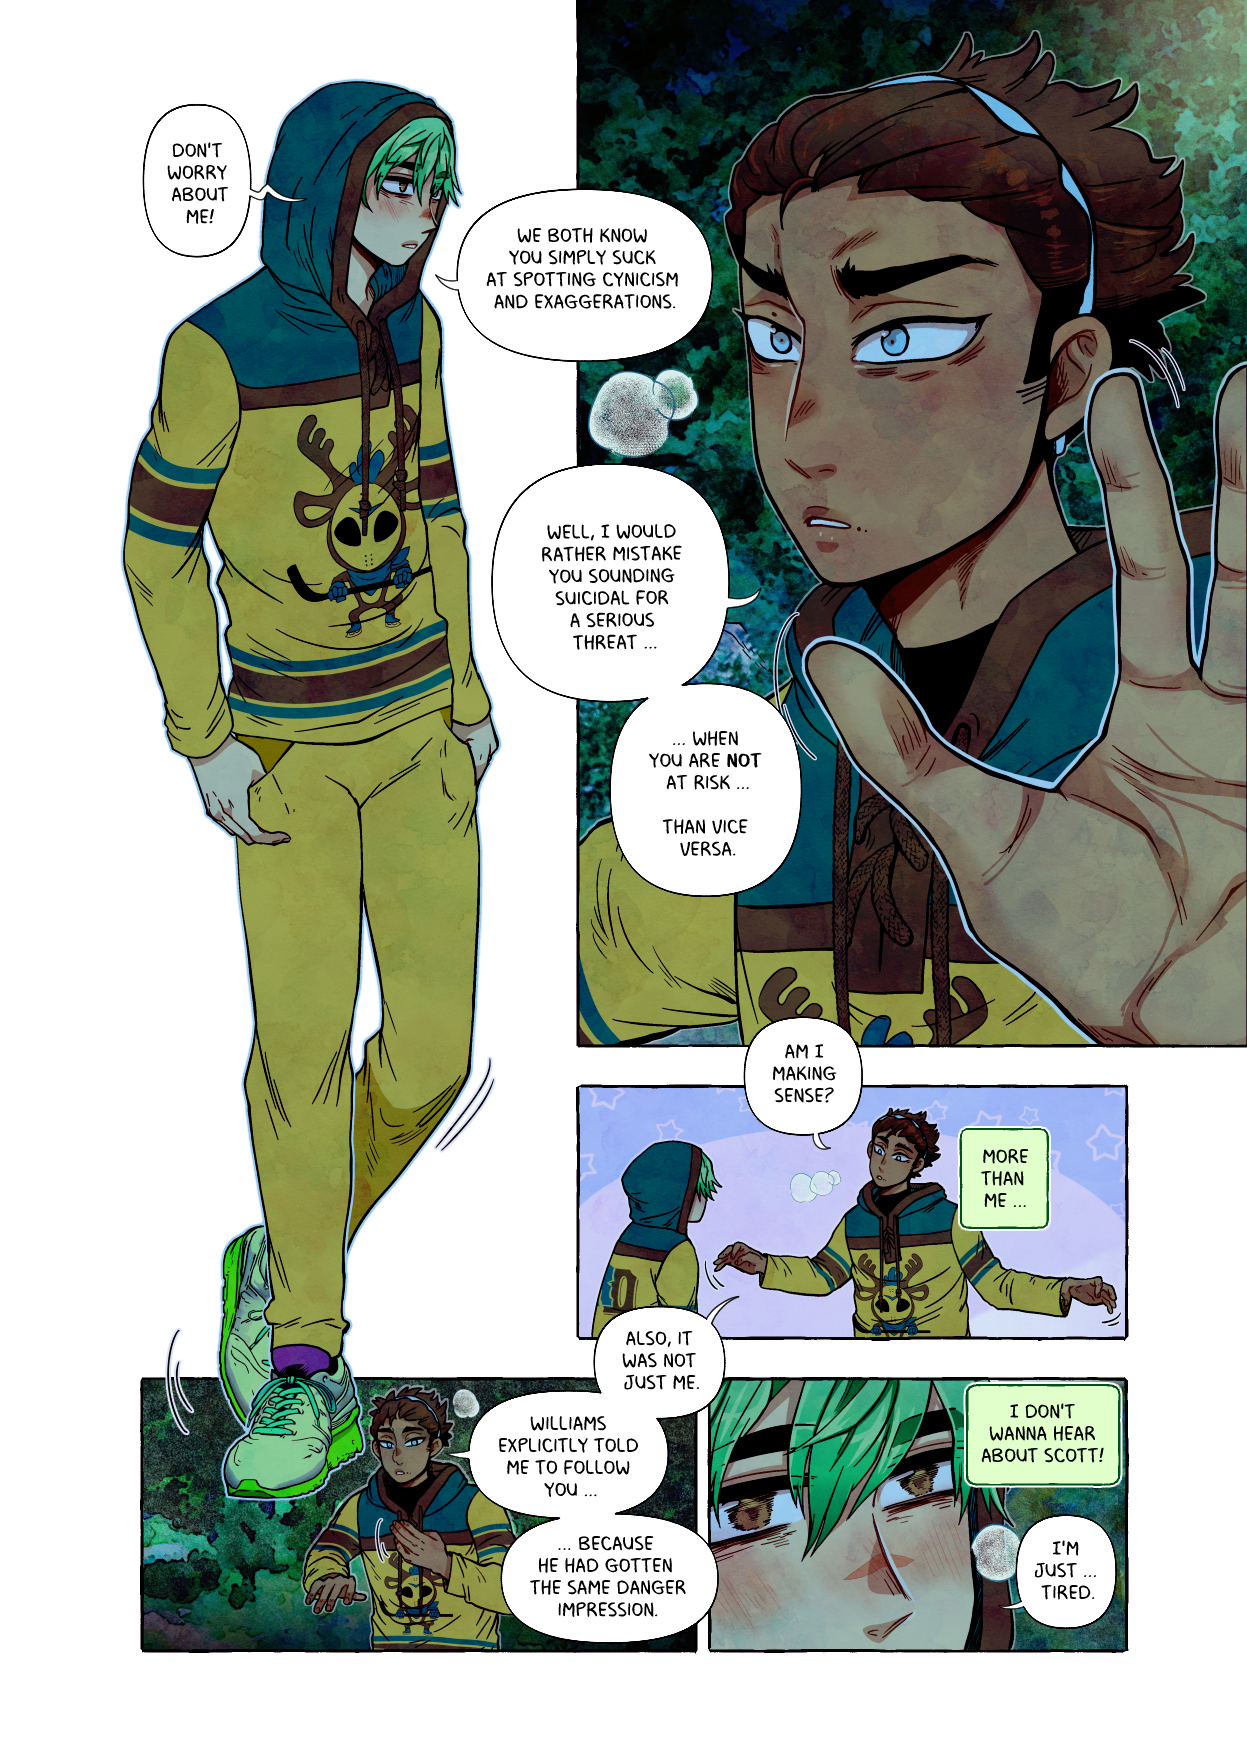 DON'T
WORRY
ABOUT
ME!
WE BOTH KNOW
YOU SIMPLY SUCK
AT SPOTTING CYNICISM
AND EXAGGERATIONS.
WELL, I WOULD
RATHER MISTAKE
YOU SOUNDING
SUICIDAL FOR
A SERIOUS
THREAT ...
... WHEN
YOU ARE NOT
AT RISK ...
THAN VICE
VERSA.
AM I
MAKING
SENSE?
MORE
THAN
ME ...
D
ALSO, IT
WAS NOT
JUST ME.
WILLIAMS
EXPLICITLY TOLD
ME TO FOLLOW
YOU ...
... BECAUSE
HE HAD GOTTEN
THE SAME DANGER
IMPRESSION.
I DON'T
WANNA HEAR
ABOUT SCOTT!
I'M
JUST ...
TIRED.